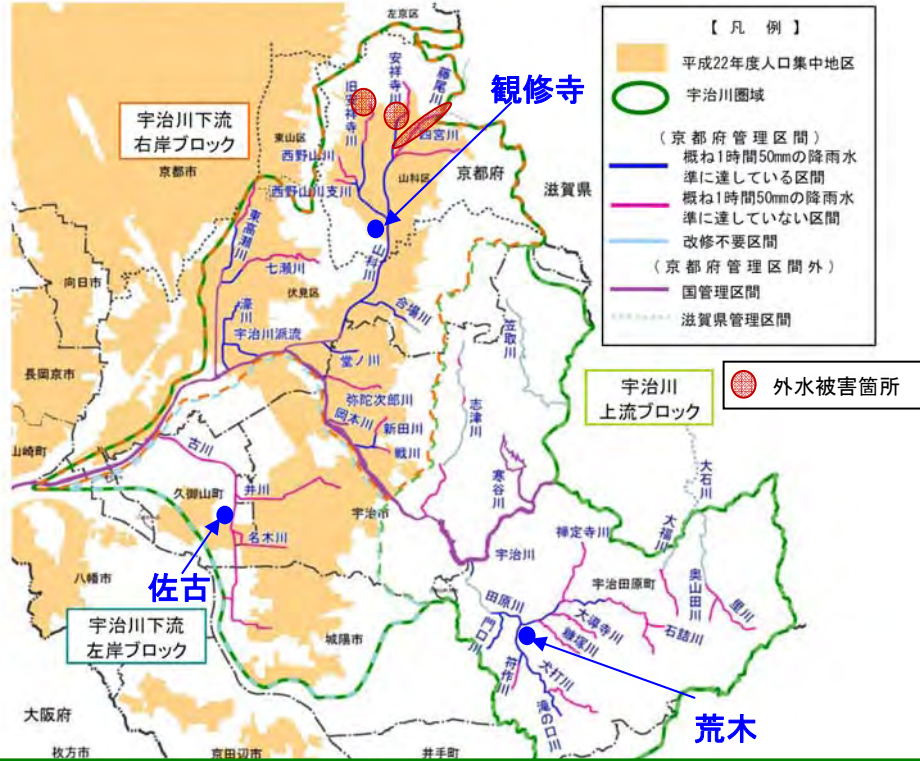 【 凡 例 】
平成22年度人口集中地区
宇治川圏域
(京都府管理区間)
概ね1時間50mmの降雨水
準に達している区間
概ね1時間50mmの降雨水
準に達していない区間
改修不要区間
(京都府管理区間外)
国管理区間
滋賀県管理区間
外水被害箇所
左京区
安祥寺川
藤尾川
旧安祥寺川
四宮川
観修寺
宇治川下流
右岸ブロック
京都市
東山区
西野山川
山科区
京都府
滋賀県
西野山川支川
東高瀬川
山科川
七瀬川
向日市
伏見区
濠川
合場川
宇治川派流
笠取川
堂ノ川
長岡京市
弥陀次郎川
志津川
宇治川
上流ブロック
岡本川
新田川
戦川
山崎町
古川
寒谷川
大石川
久御山町
井川
宇治市
大福川
禅定寺川
名木川
宇治川
佐古
宇治田原町
奥山田川
八幡市
田原川
里川
大導寺川
宇治川下流
左岸ブロック
門口川
石詰川
糠塚川
城陽市
符作川
犬打川
荒木
大阪府
滝の口川
枚方市
京田辺市
井手町